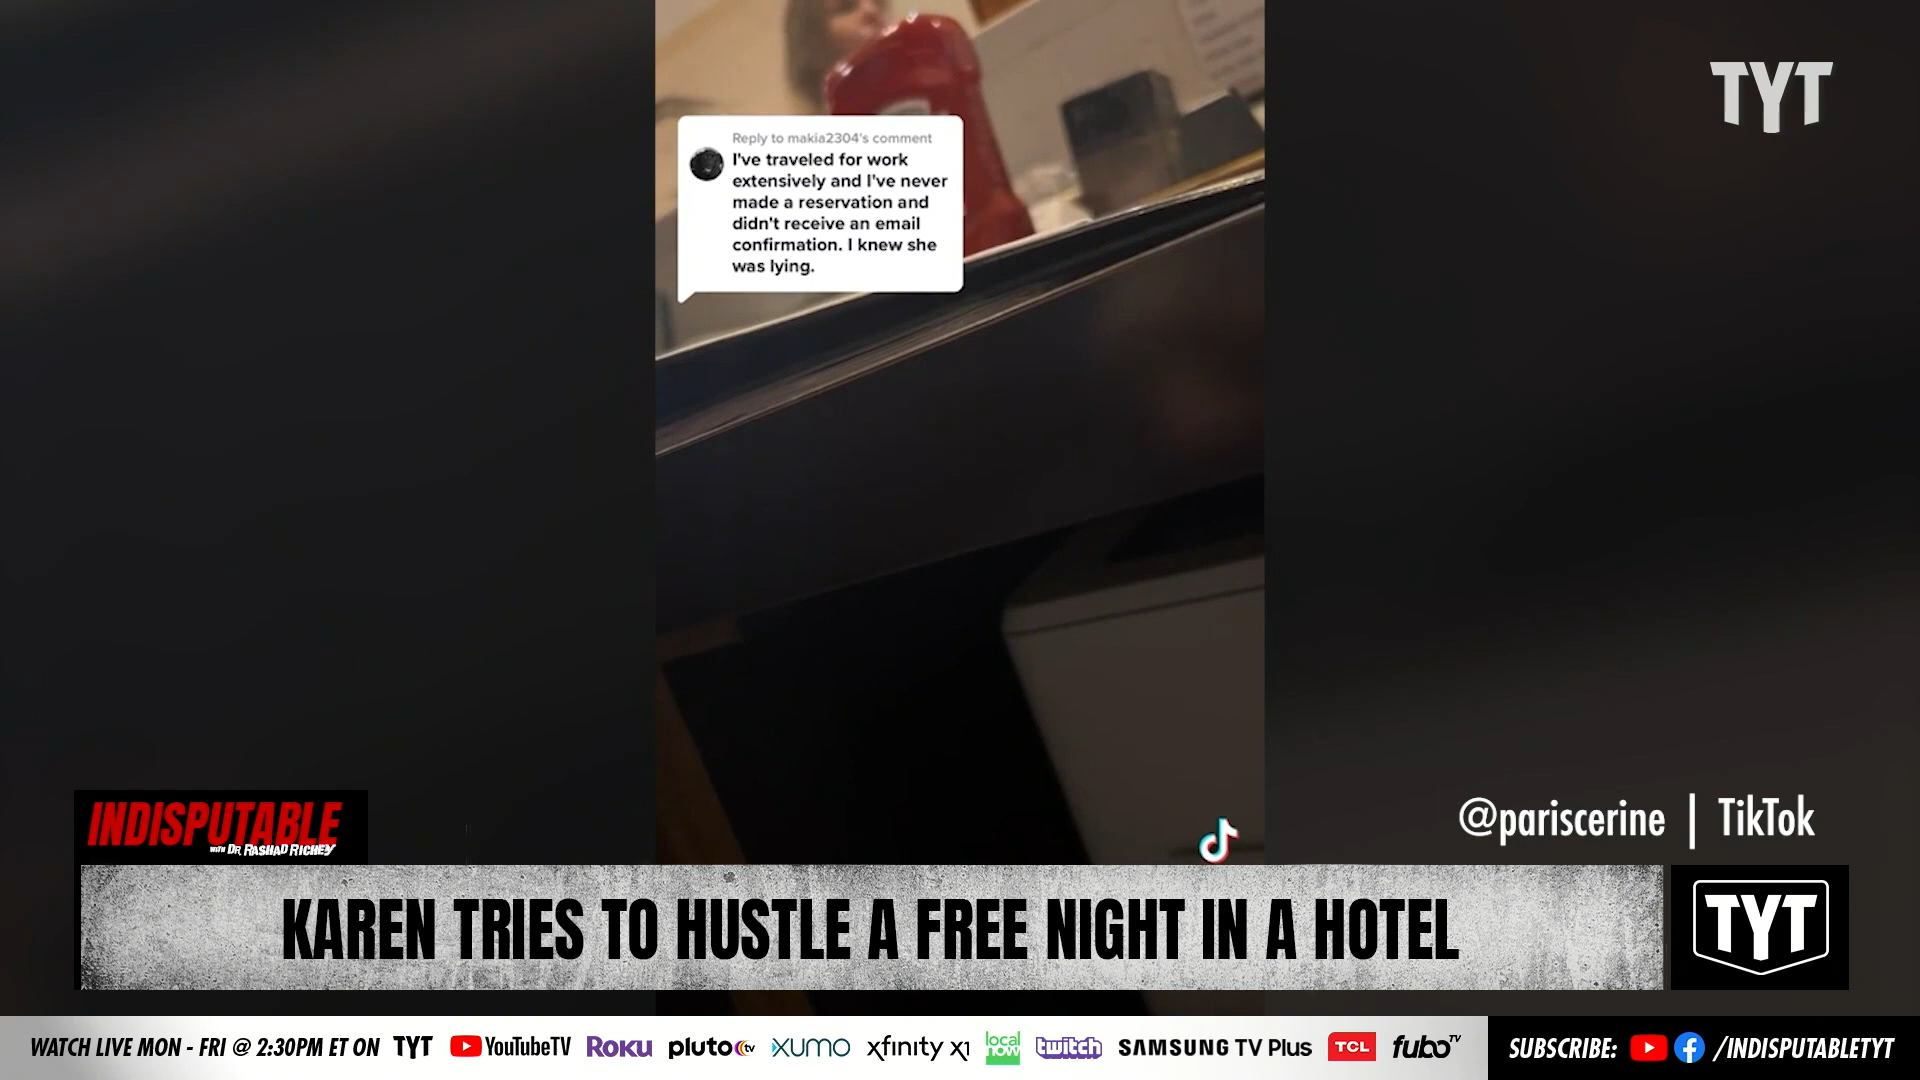 TYT
Reply to makia2304's comment
I've traveled for work
extensively and I've never
made a reservation and
didn't receive an email
confirmation. I knew she
was lying.
@pariscerine | TikTok
INDISPUTABLE
WITH DR RASHAD RICHEY
KAREN TRIES TO HUSTLE A FREE NIGHT IN A HOTEL
TYT
WATCH LIVE MON - FRI @ 2:30PM ET ON TYT YouTubeTV ROKU pluto tv XUMO xfinity x1 local now twitch SAMSUNG TV Plus TCL fuboTV
SUBSCRIBE: /INDISPUTABLETYT